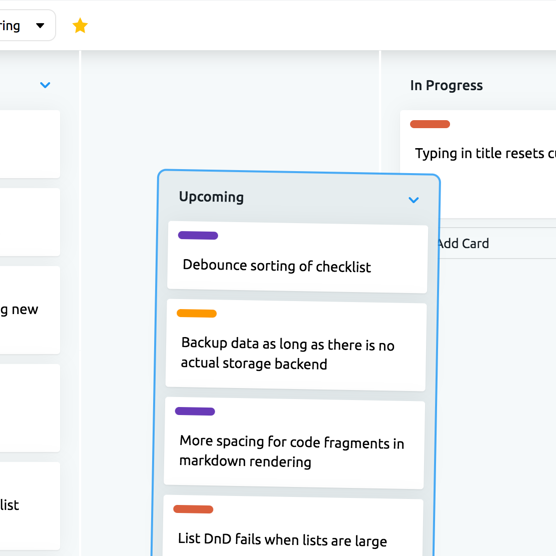 ring
In Progress
Typing in title resets
Add Card
g new
list
Upcoming
Debounce sorting of checklist
Backup data as long as there is no
actual storage backend
More spacing for code fragments in
markdown rendering
List DnD fails when lists are large